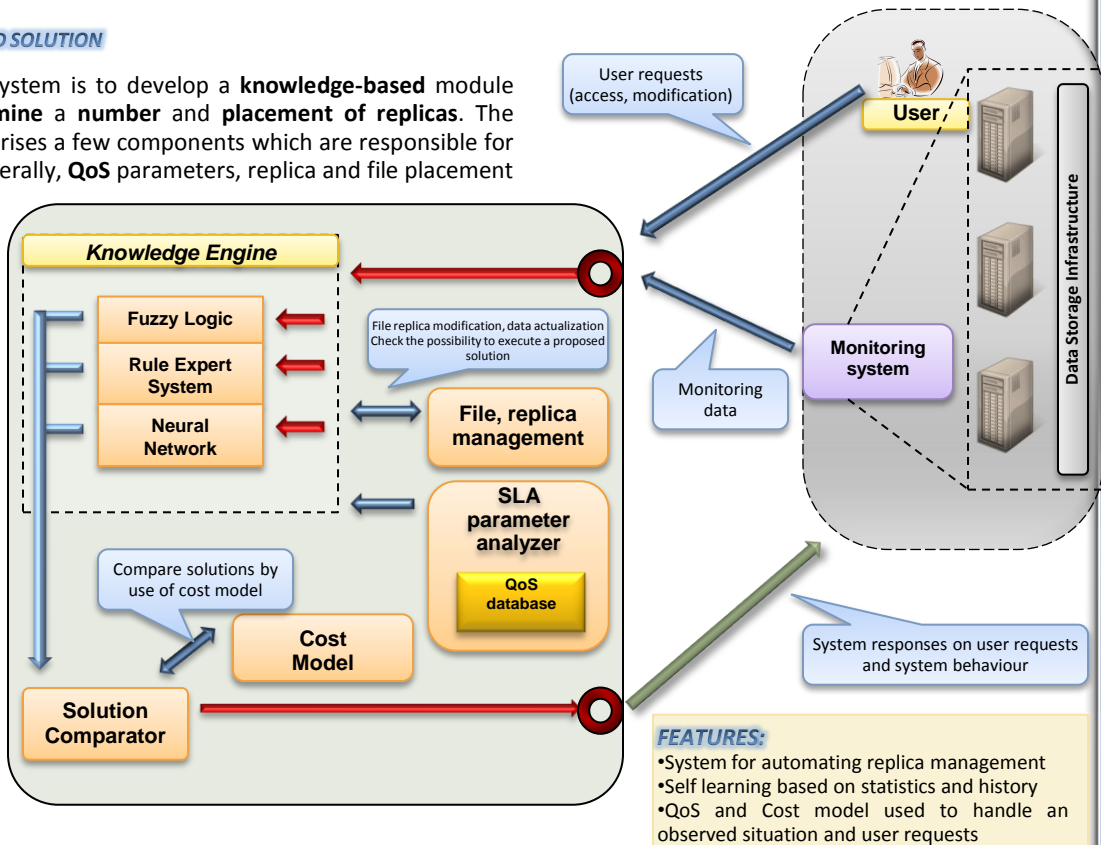 D SOLUTION
ystem is to develop a knowledge-based module
mine a number and placement of replicas. The
rises a few components which are responsible for
erally, QoS parameters, replica and file placement
User requests
(access, modification)
User
Data Storage Infrastructure
Monitoring
system
Monitoring
data
Knowledge Engine
Fuzzy Logic
Rule Expert
System
Neural
Network
File replica modification, data actualization
Check the possibility to execute a proposed
solution
File, replica
management
SLA
parameter
analyzer
QoS
database
Compare solutions by
use of cost model
Cost
Model
Solution
Comparator
System responses on user requests
and system behaviour
FEATURES:
•System for automating replica management
•Self learning based on statistics and history
•QoS and Cost model used to handle an
observed situation and user requests